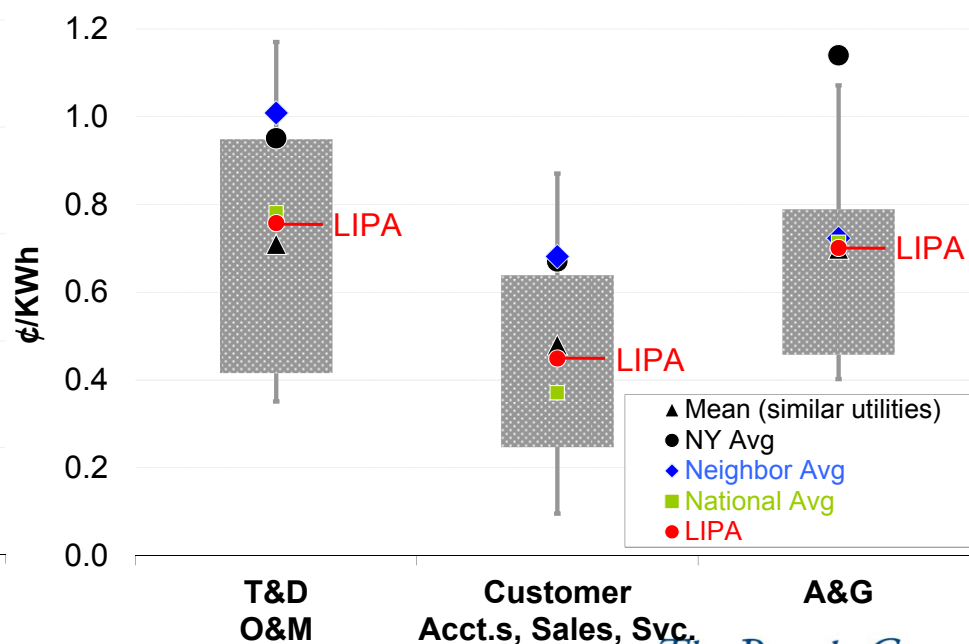 1.2
1.0
0.8
0.6
0.4
0.2
0.0
¢/KWh
LIPA
LIPA
LIPA
▲ Mean (similar utilities)
● NY Avg
◆ Neighbor Avg
■ National Avg
● LIPA
T&D
O&M
Customer
Acct.s, Sales, Svc.
A&G